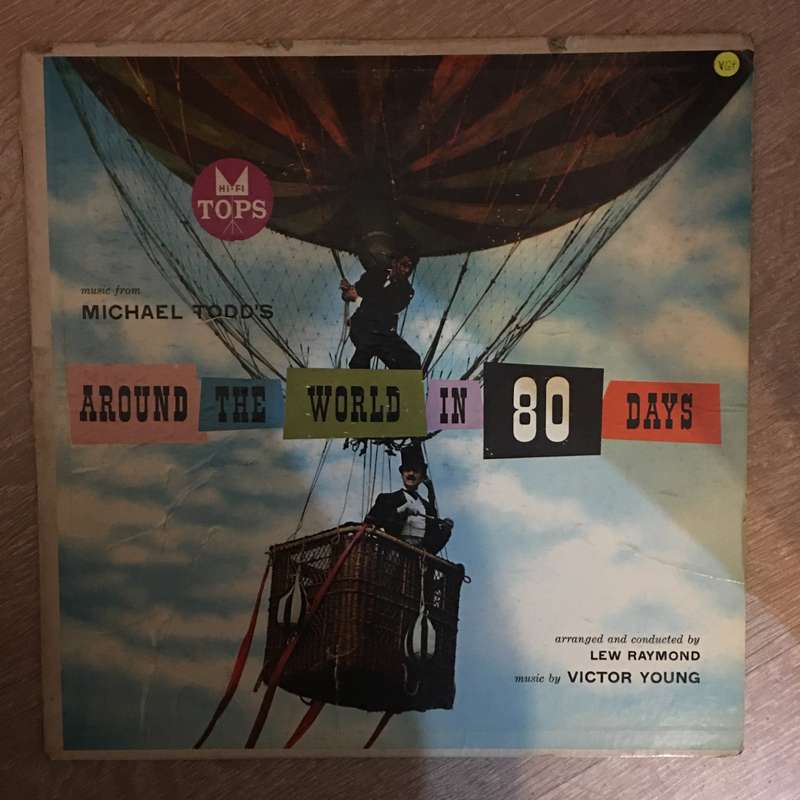 VG+
HI-FI
TOPS
music from
MICHAEL TODD'S
AROUND THE WORLD IN 80 DAYS
arranged and conducted by
LEW RAYMOND
music by VICTOR YOUNG